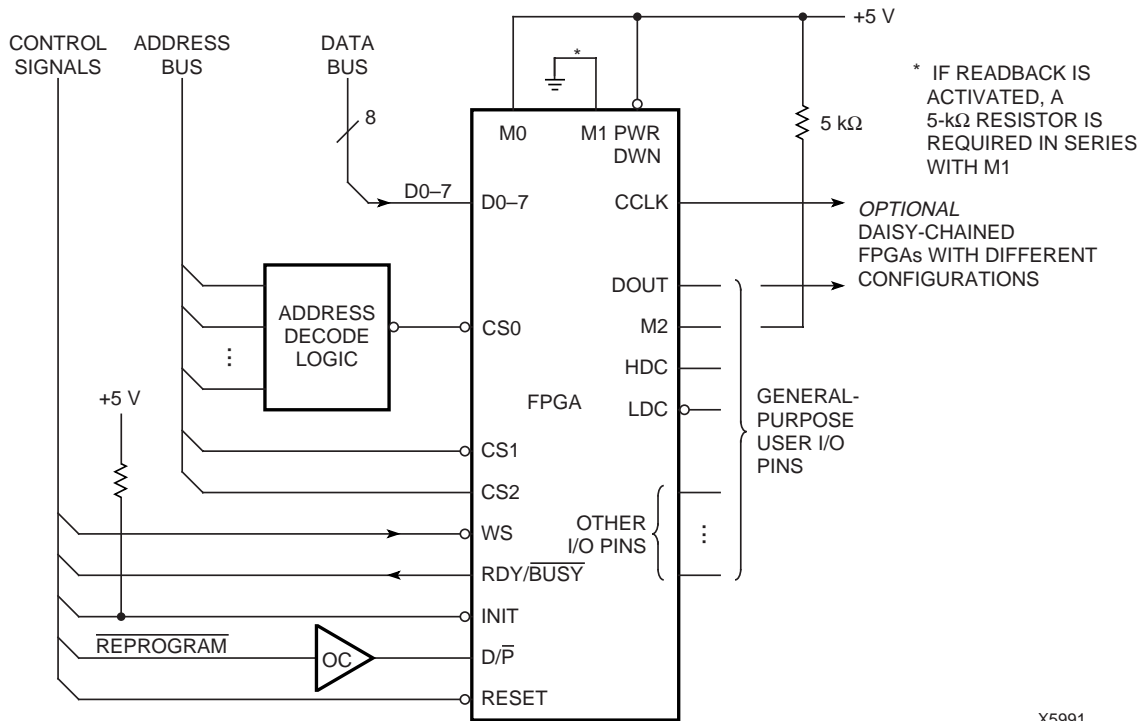 +5 V
CONTROL
SIGNALS
ADDRESS
BUS
DATA
BUS
*
8
M0
M1
PWR
DWN
5 kΩ
* IF READBACK IS
ACTIVATED, A
5-kΩ RESISTOR IS
REQUIRED IN SERIES
WITH M1
D0–7
D0–7
CCLK
OPTIONAL
DAISY-CHAINED
FPGAs WITH DIFFERENT
CONFIGURATIONS
DOUT
M2
HDC
LDC
ADDRESS
DECODE
LOGIC
...
CS0
FPGA
+5 V
CS1
CS2
WS
RDY/B̅U̅S̅Y̅
INIT
R̅E̅P̅R̅O̅G̅R̅A̅M̅
OC
D/P̅
RESET
OTHER
I/O PINS
...
GENERAL-
PURPOSE
USER I/O
PINS
X5991